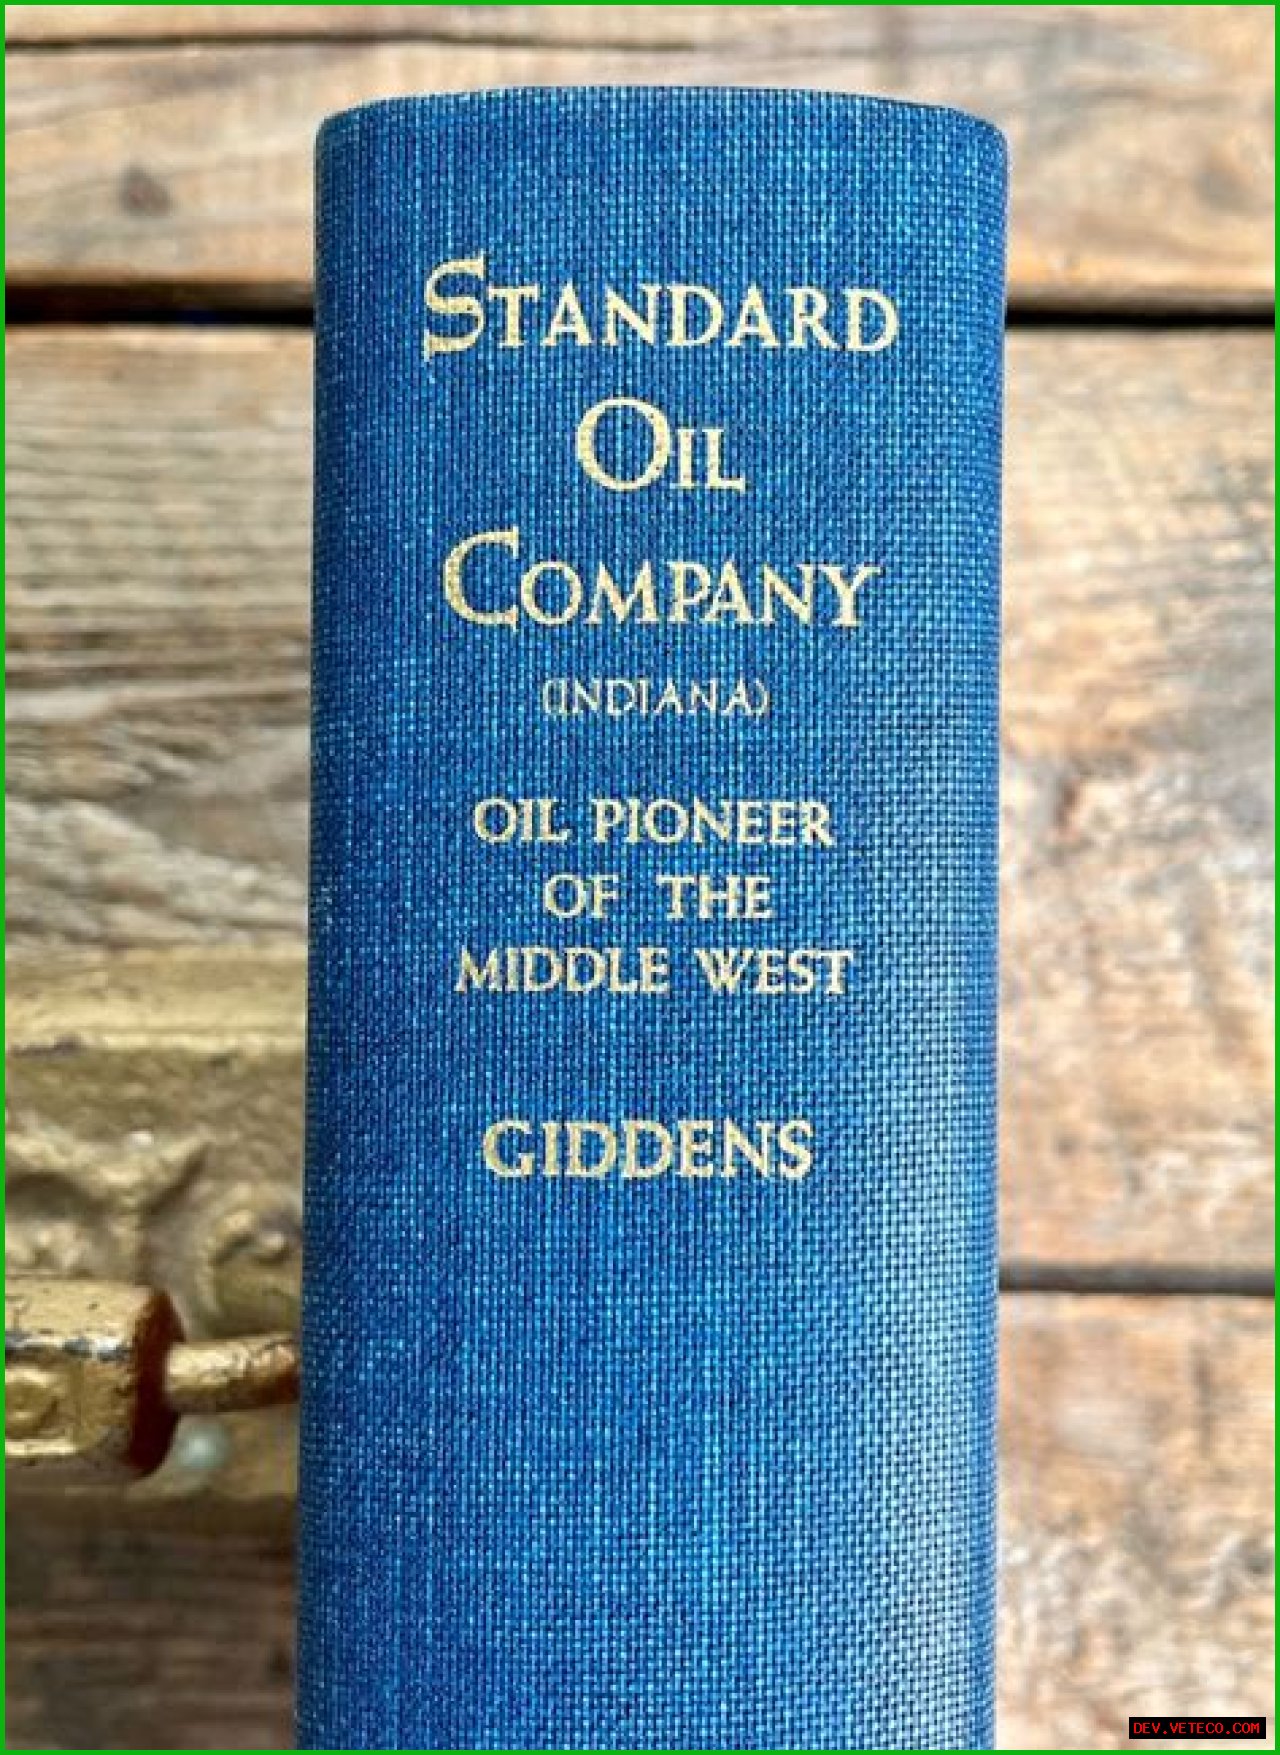 STANDARD
OIL
COMPANY
(INDIANA)
OIL PIONEER
OF THE
MIDDLE WEST
GIDDENS
DEV.VETECO.COM